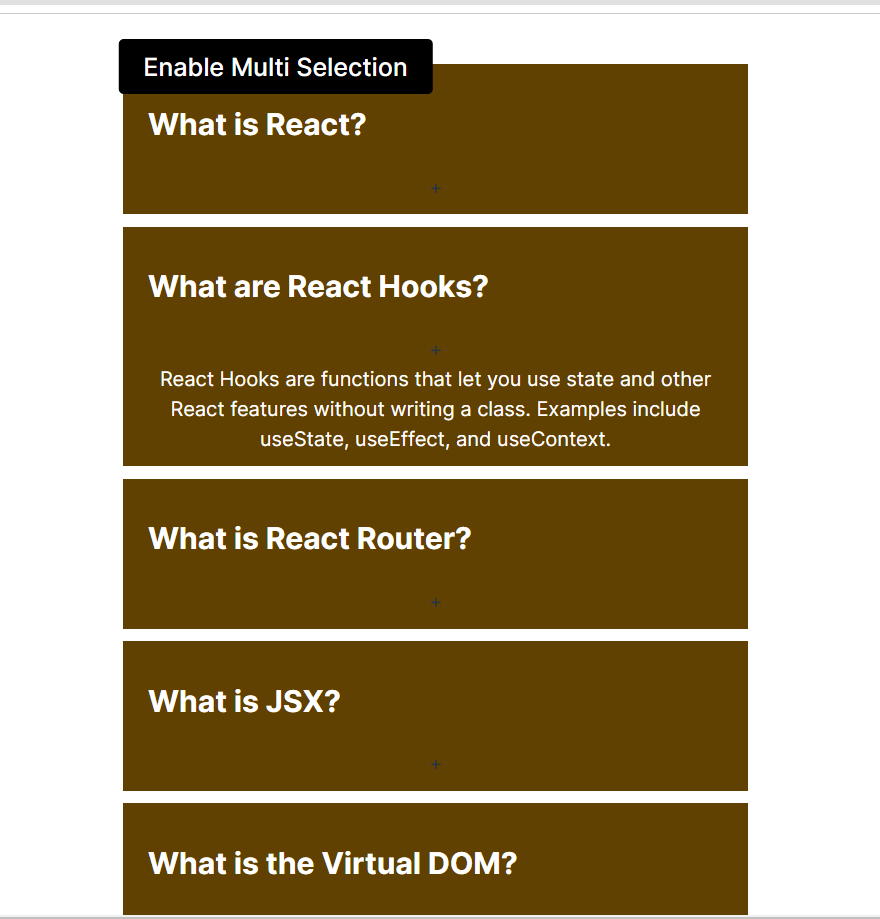 Enable Multi Selection
What is React?
+
What are React Hooks?
+
React Hooks are functions that let you use state and other
React features without writing a class. Examples include
useState, useEffect, and useContext.
What is React Router?
+
What is JSX?
+
What is the Virtual DOM?